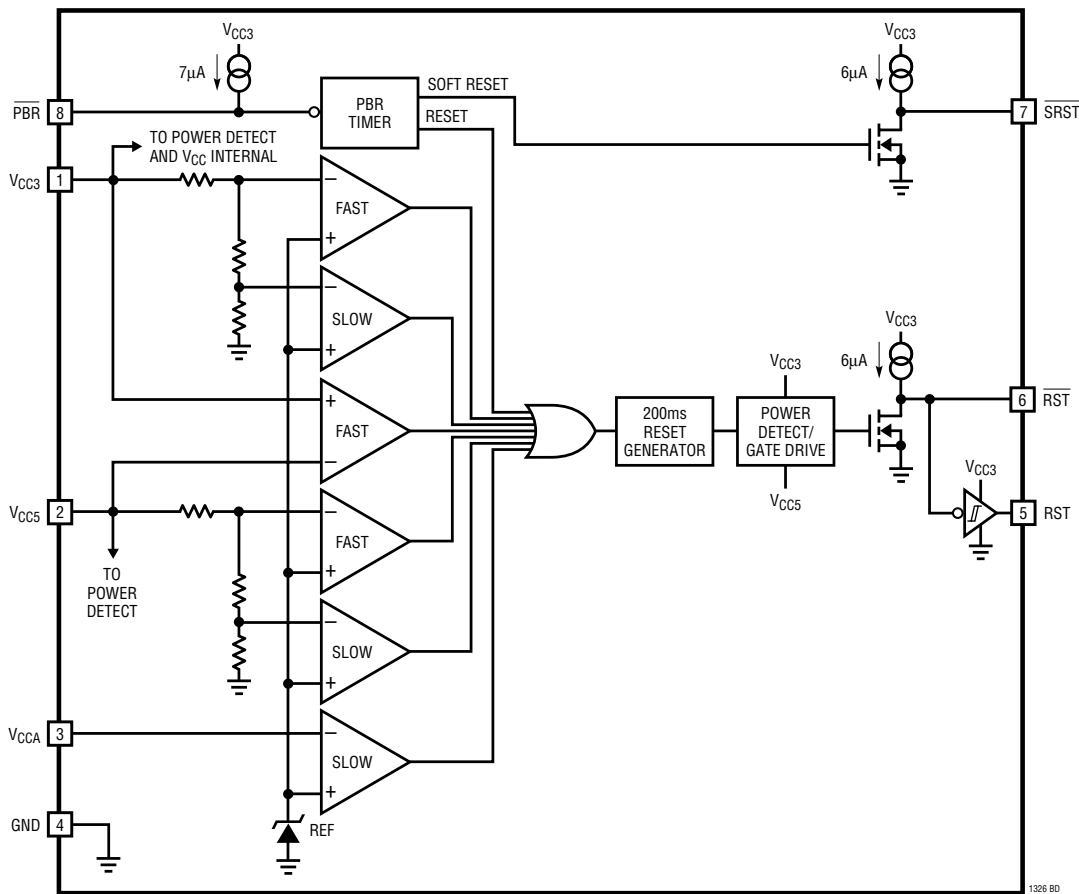 VCC3
7μA
PBR
8
PBR
TIMER
SOFT RESET
RESET
VCC3
6μA
7
SRST
TO POWER DETECT
AND VCC INTERNAL
VCC3
1
–
FAST
+
–
SLOW
+
+
FAST
–
VCC5
2
TO
POWER
DETECT
–
FAST
+
–
SLOW
+
VCCA
3
–
SLOW
+
GND
4
REF
200ms
RESET
GENERATOR
VCC3
POWER
DETECT/
GATE DRIVE
VCC5
VCC3
6μA
6
RST
VCC3
5
RST
1326 BD